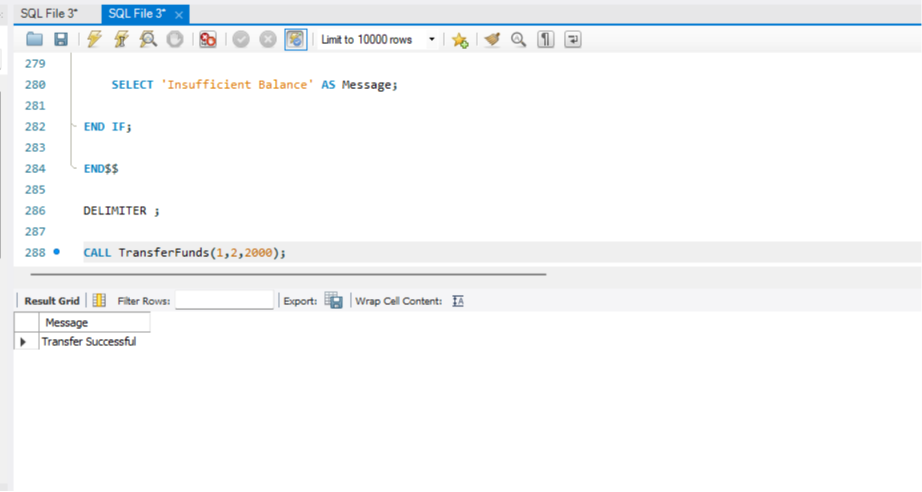 SQL File 3*
SQL File 3*
Limit to 10000 rows
279
280 SELECT 'Insufficient Balance' AS Message;
281
282 END IF;
283
284 END$$
285
286 DELIMITER ;
287
288 CALL TransferFunds(1,2,2000);
Result Grid Filter Rows: Export: Wrap Cell Content:
Message
Transfer Successful